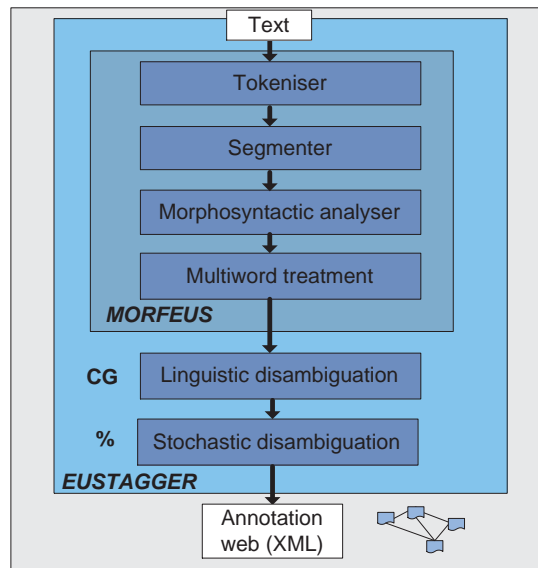 Text
Tokeniser
Segmenter
Morphosyntactic analyser
Multiword treatment
MORFEUS
CG
Linguistic disambiguation
%
Stochastic disambiguation
EUSTAGGER
Annotation
web (XML)